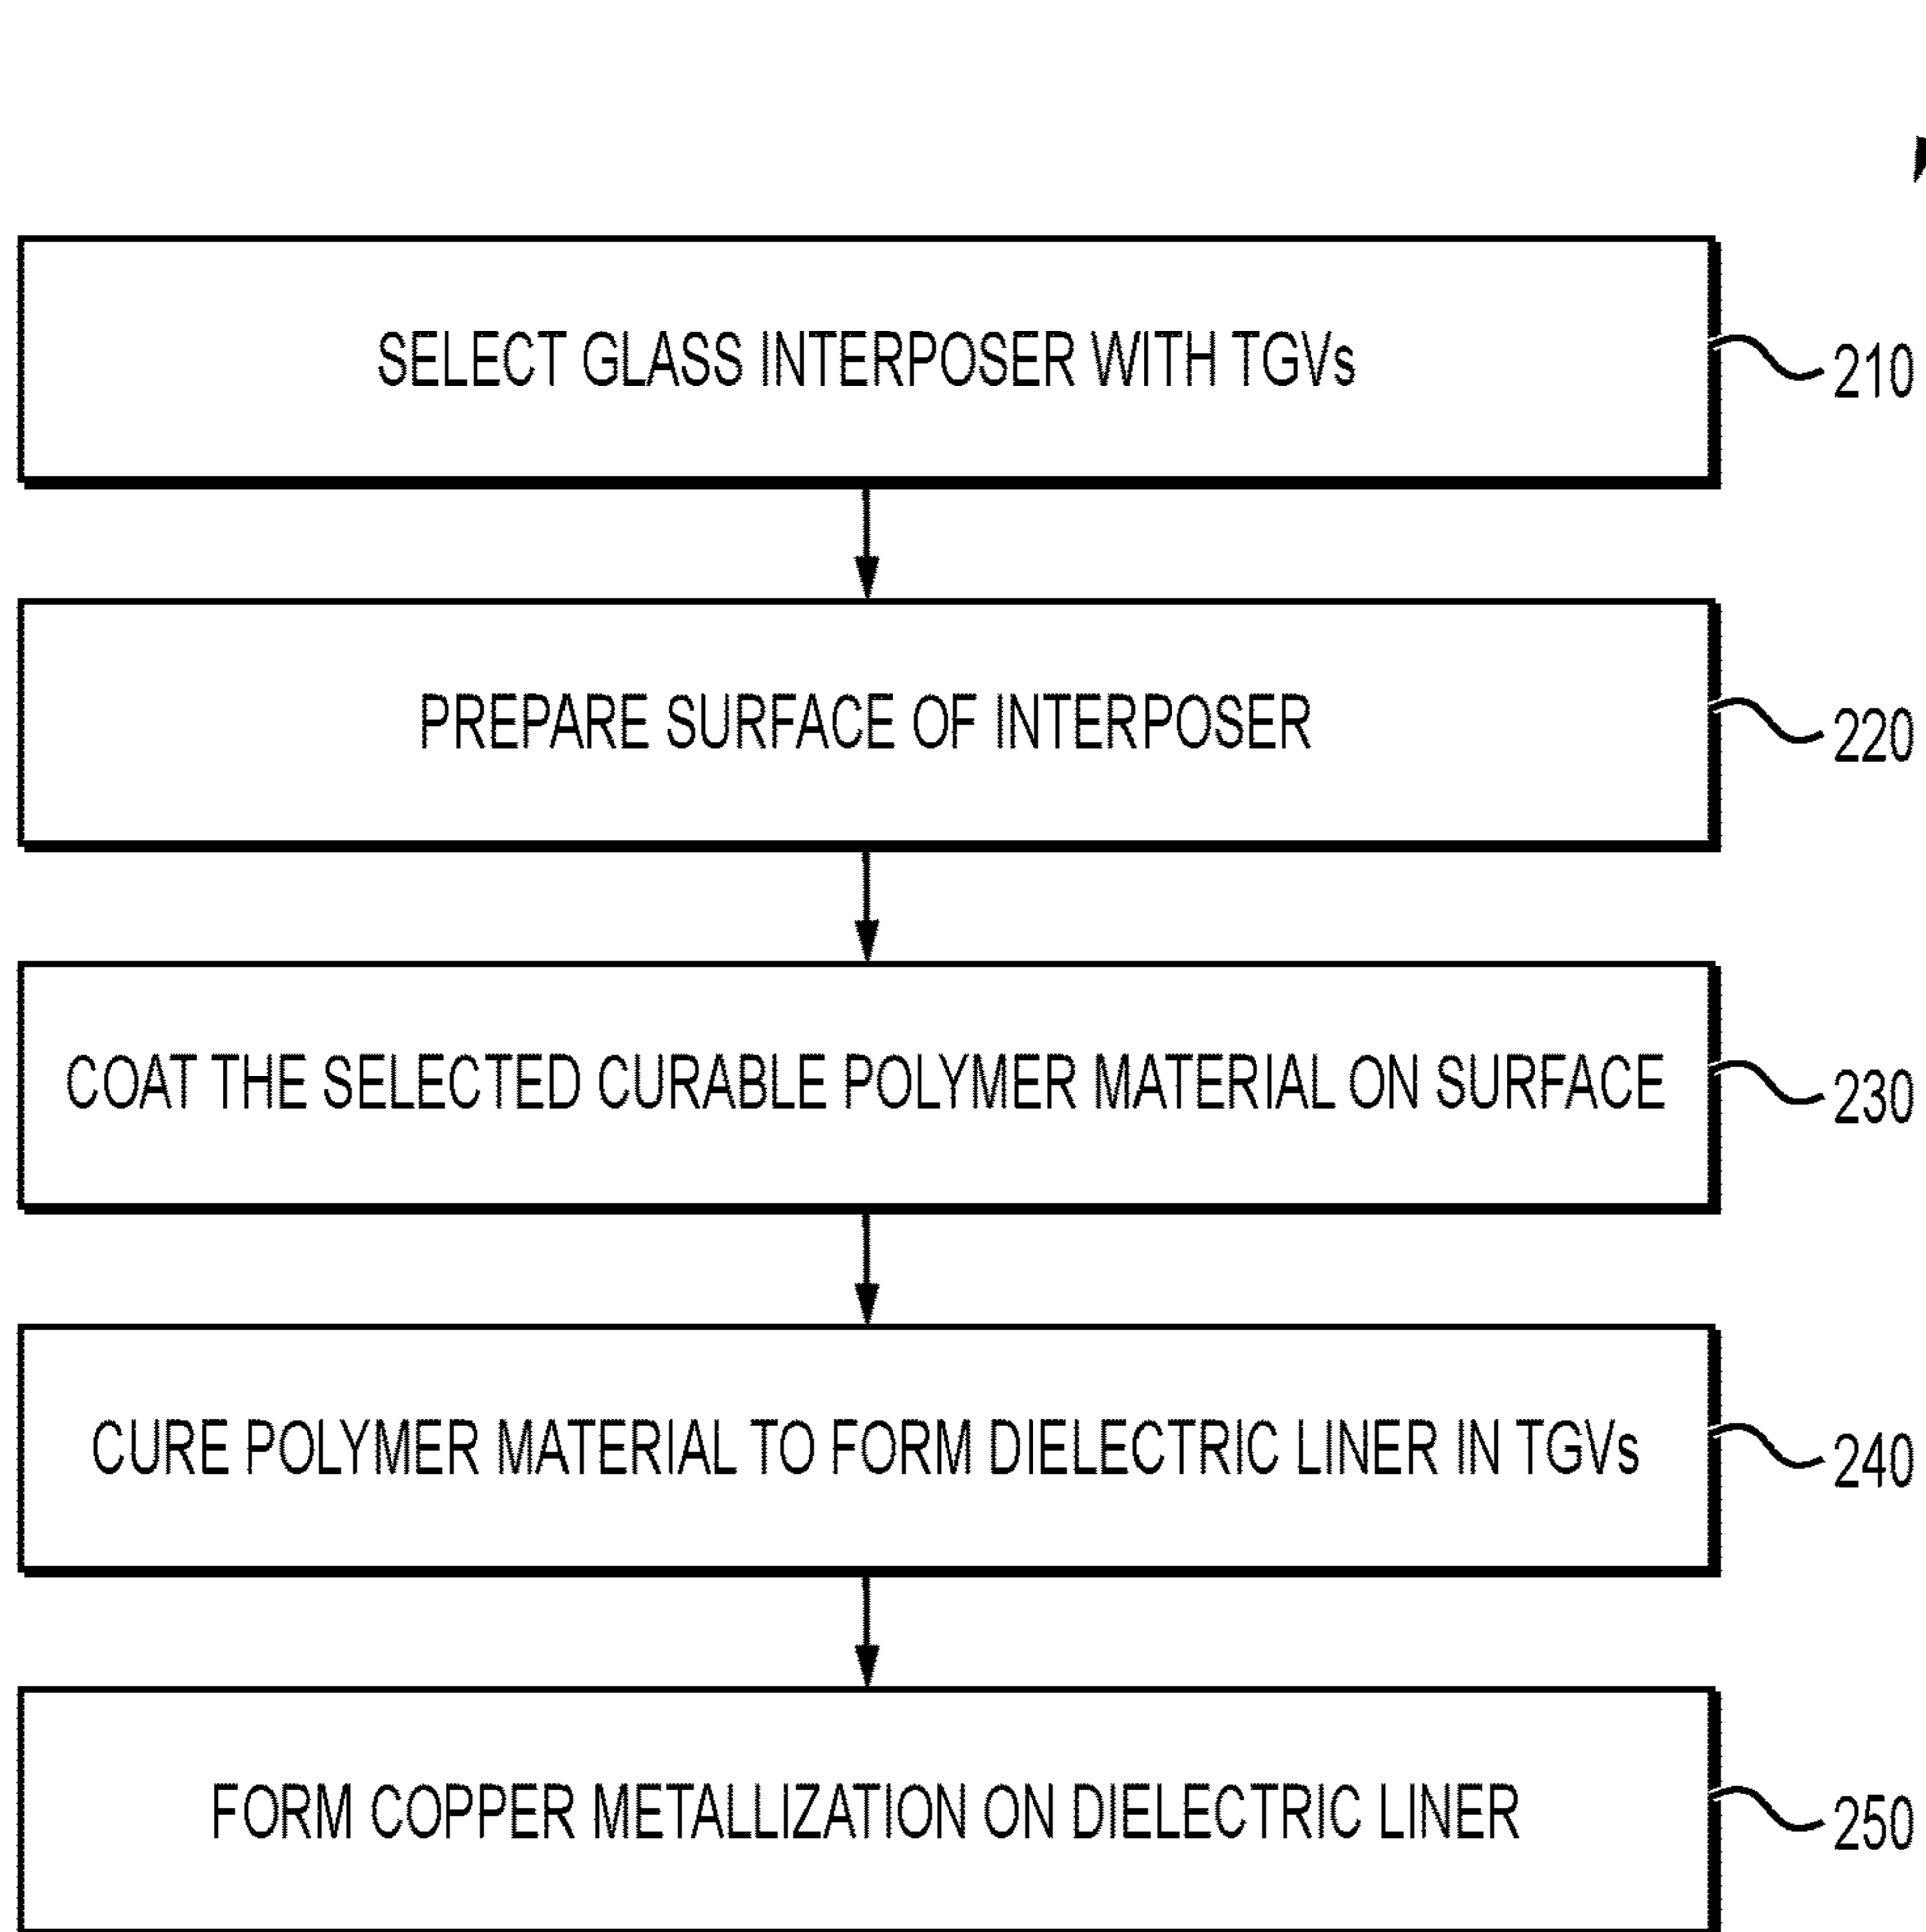 SELECT GLASS INTERPOSER WITH TGVs
210
PREPARE SURFACE OF INTERPOSER
220
COAT THE SELECTED CURABLE POLYMER MATERIAL ON SURFACE
230
CURE POLYMER MATERIAL TO FORM DIELECTRIC LINER IN TGVs
240
FORM COPPER METALLIZATION ON DIELECTRIC LINER
250